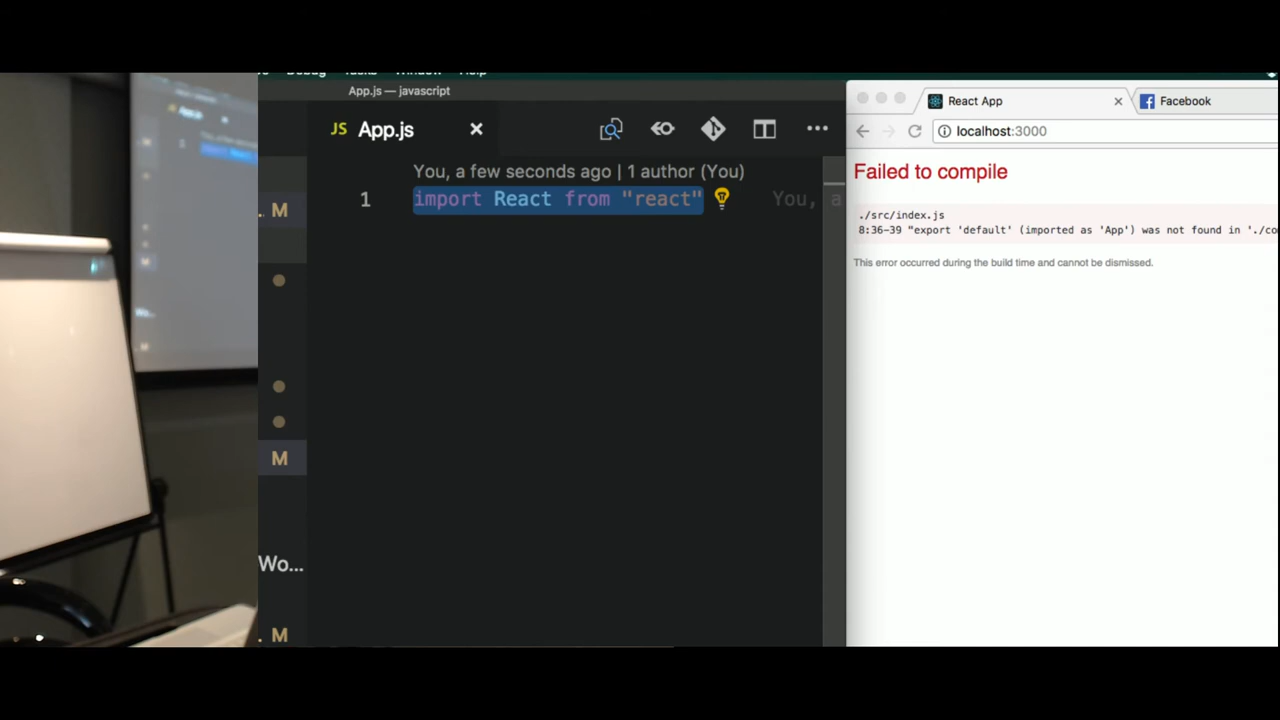 App.js — javascript
JS App.js
You, a few seconds ago | 1 author (You)
1 import React from "react" You, a
M
M
Wo...
. M
React App
Facebook
localhost:3000
Failed to compile
./src/index.js
8:36-39 "export 'default' (imported as 'App') was not found in './co
This error occurred during the build time and cannot be dismissed.